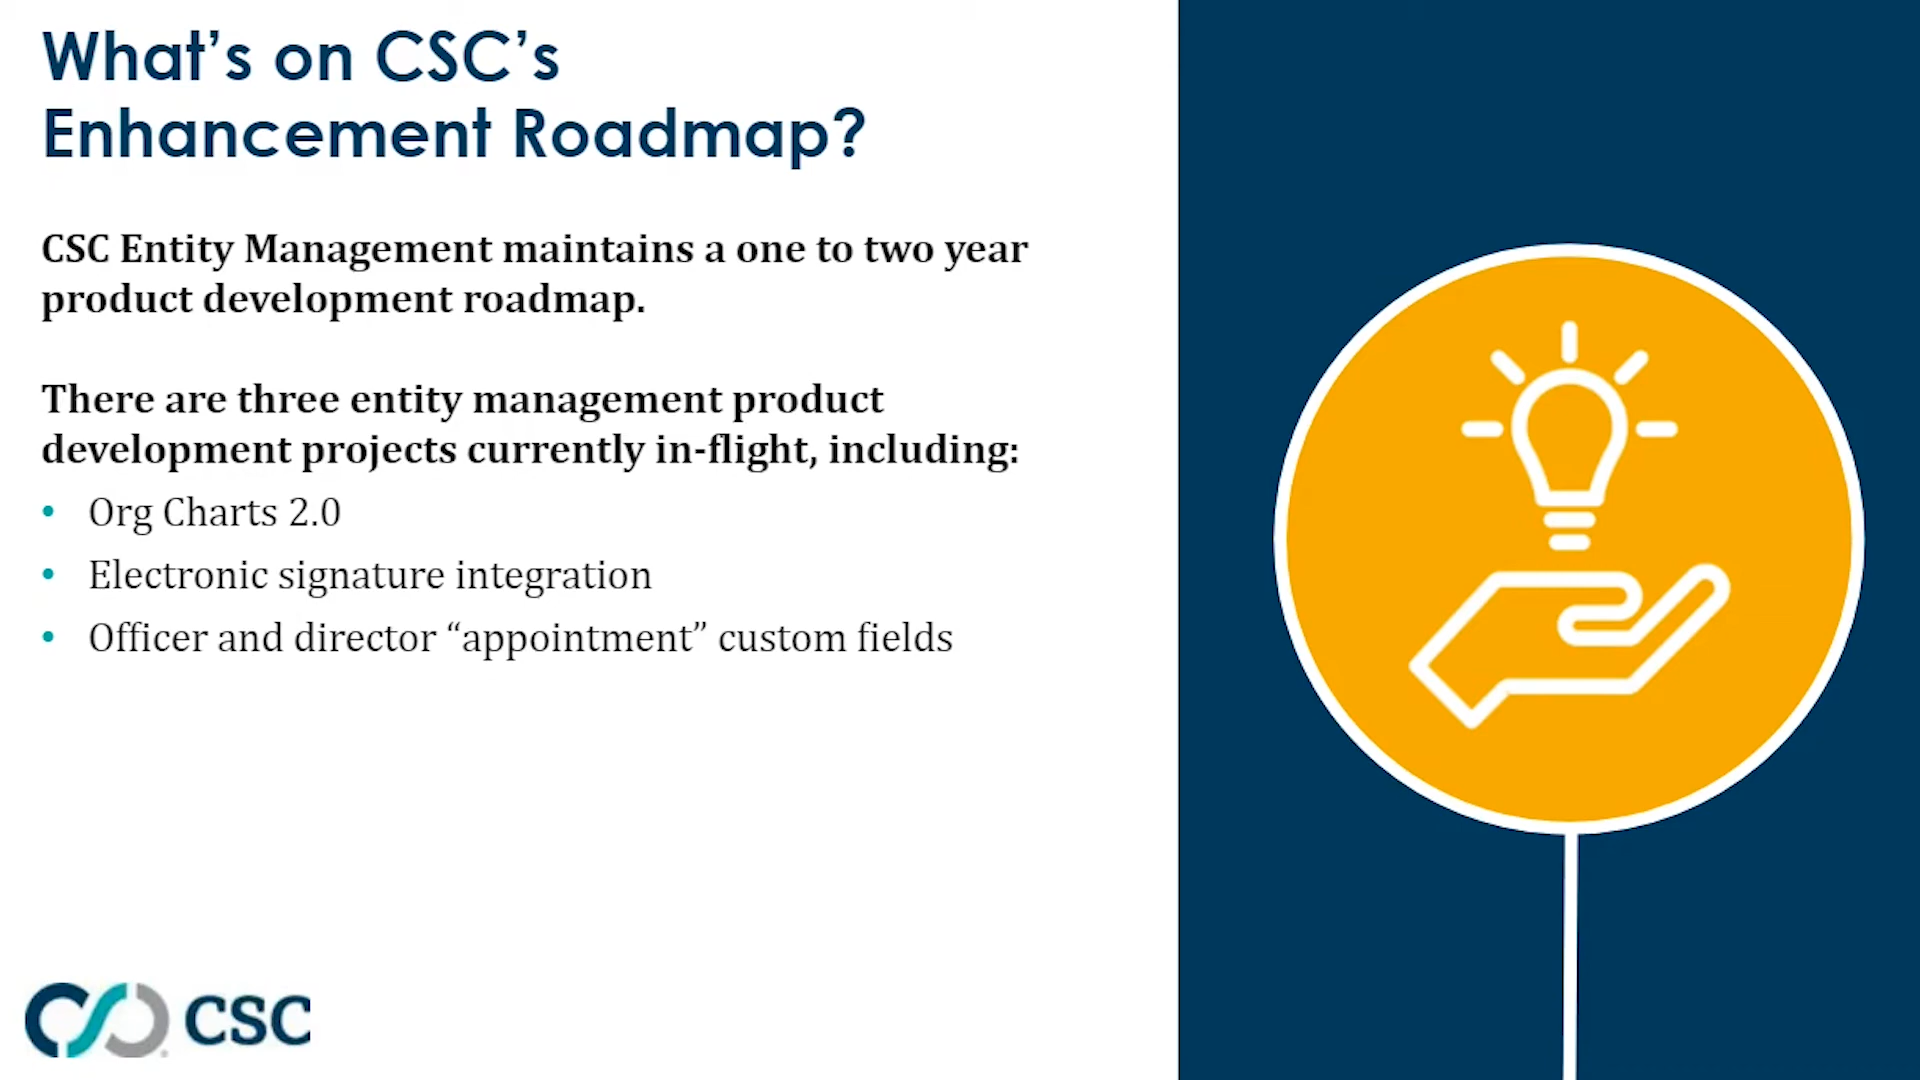 What’s on CSC’s
Enhancement Roadmap?
CSC Entity Management maintains a one to two year
product development roadmap.
There are three entity management product
development projects currently in-flight, including:
• Org Charts 2.0
• Electronic signature integration
• Officer and director “appointment” custom fields
CSC